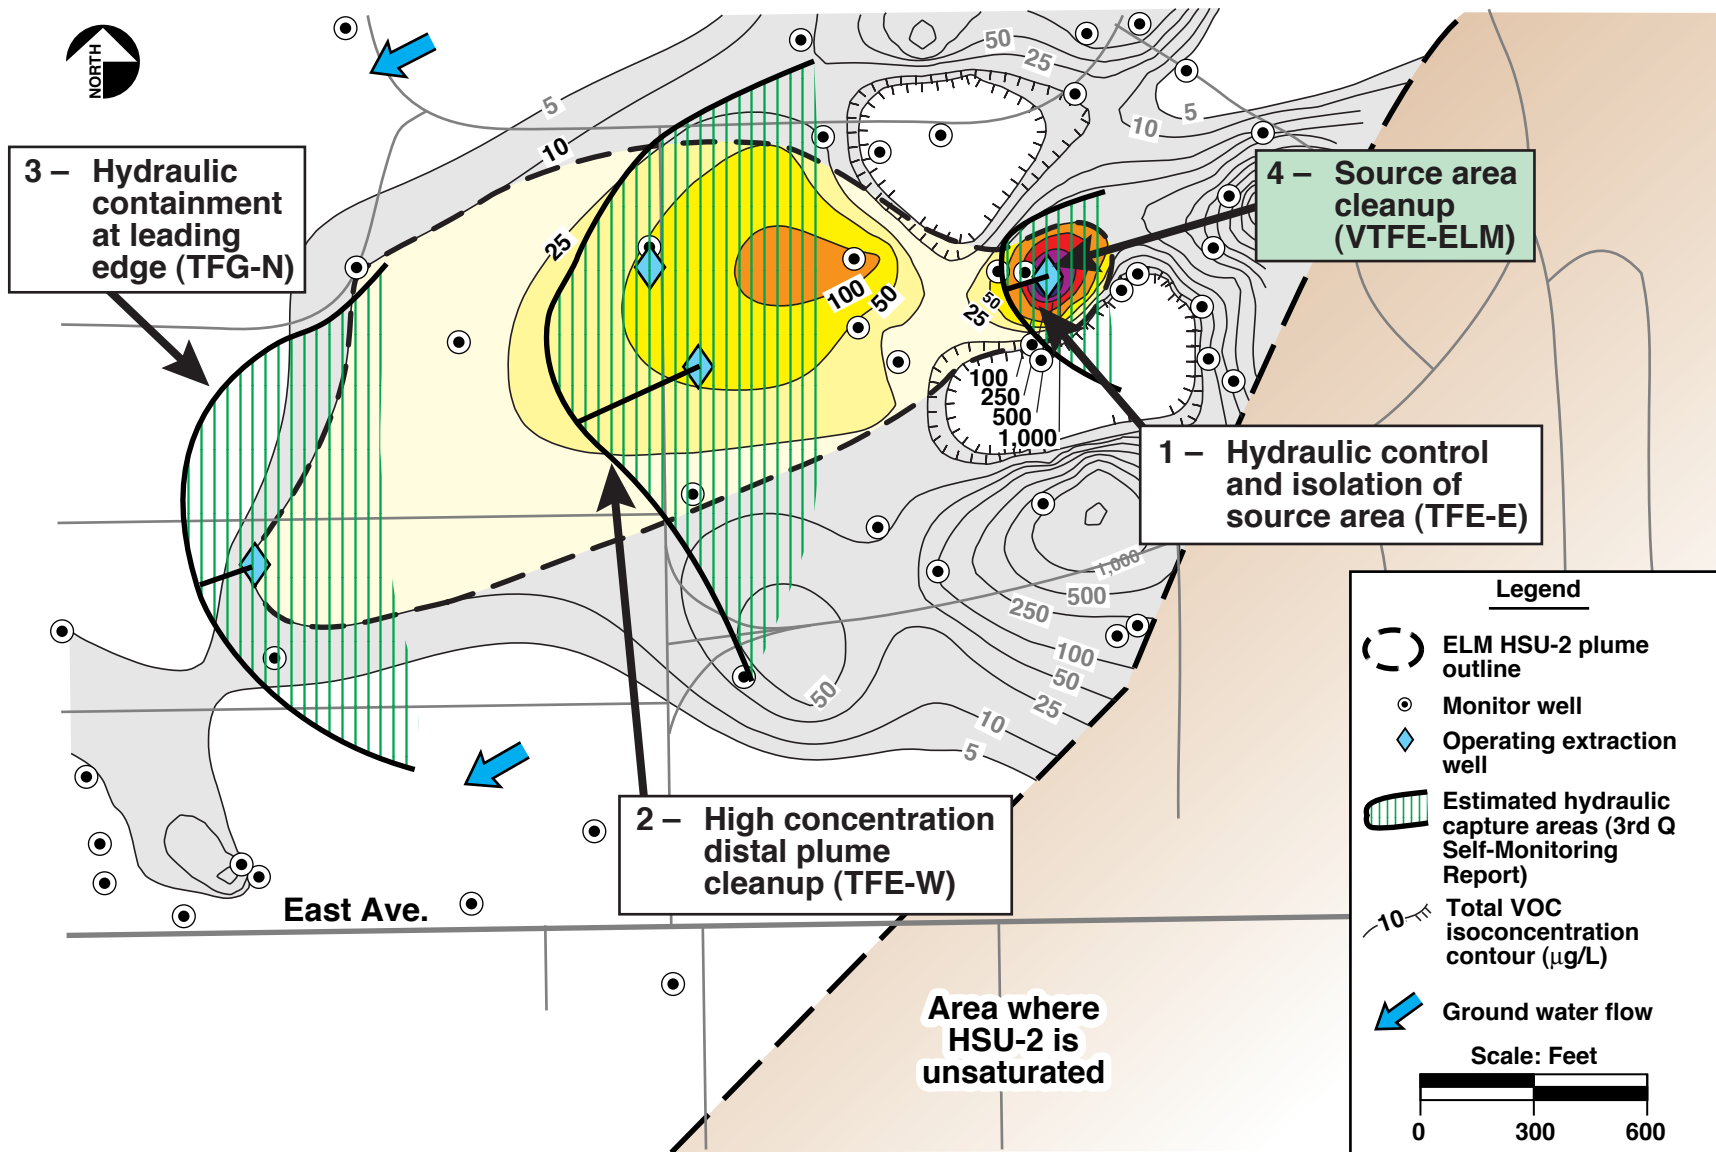 NORTH
5
10
50
25
5
10
3 – Hydraulic
containment
at leading
edge (TFG-N)
4 – Source area
cleanup
(VTFE-ELM)
25
100
50
50
25
100
250
500
1,000
1 – Hydraulic control
and isolation of
source area (TFE-E)
1,000
500
250
100
50
25
10
5
50
2 – High concentration
distal plume
cleanup (TFE-W)
East Ave.
Area where
HSU-2 is
unsaturated
Legend
ELM HSU-2 plume
outline
Monitor well
Operating extraction
well
Estimated hydraulic
capture areas (3rd Q
Self-Monitoring
Report)
10
Total VOC
isoconcentration
contour (µg/L)
Ground water flow
Scale: Feet
0 300 600